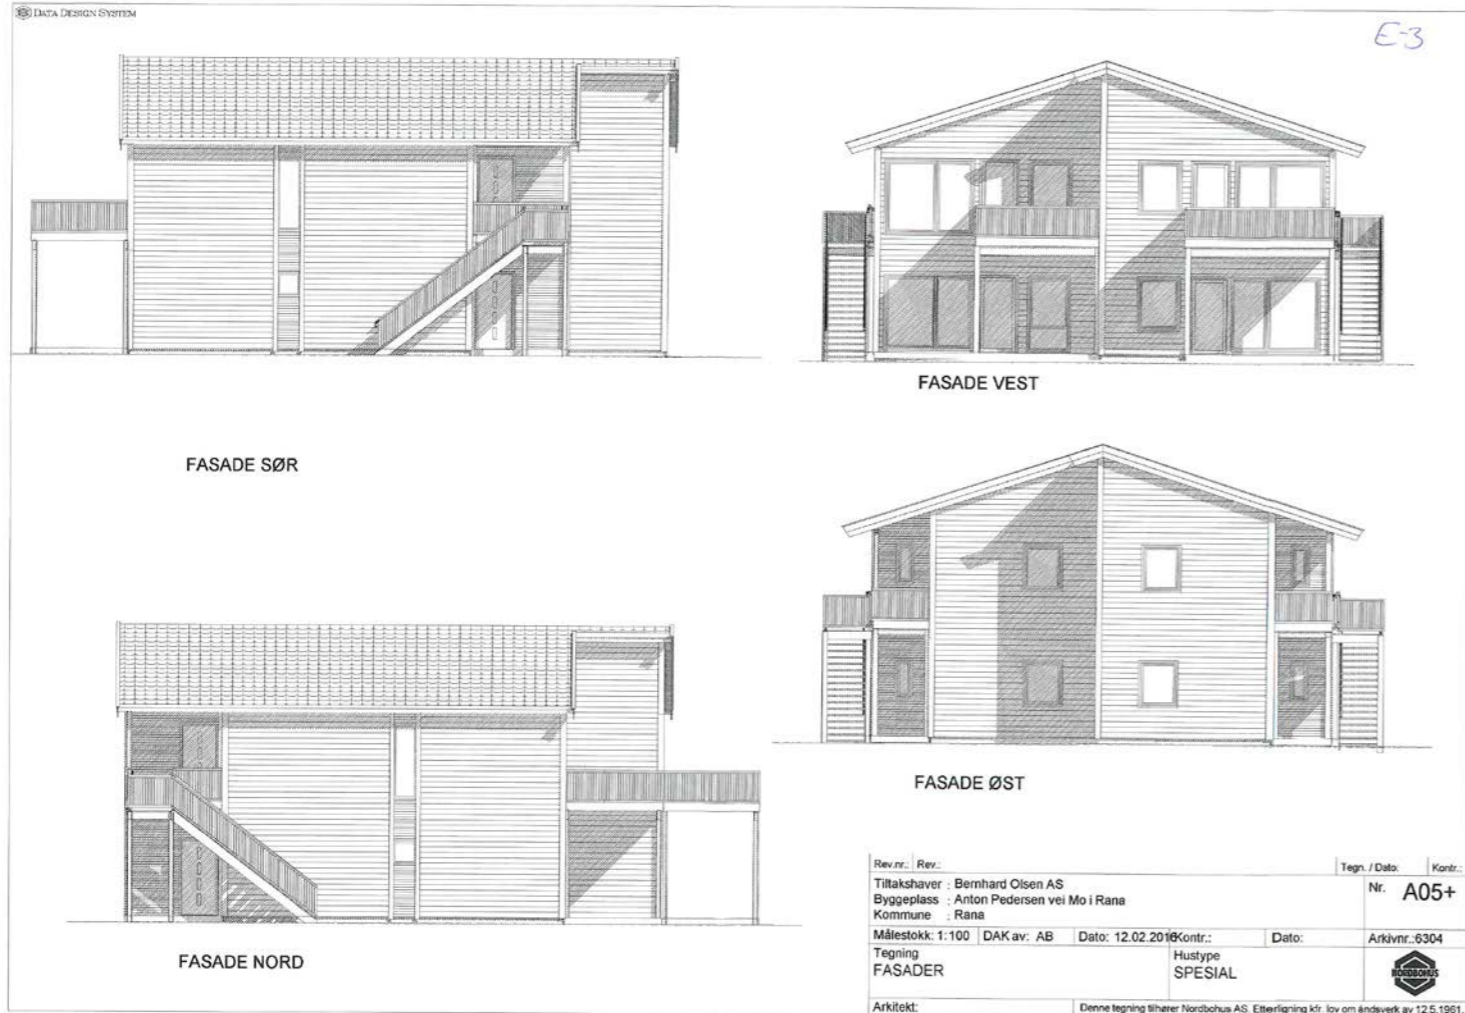 DATA DESIGN SYSTEM
E-3
FASADE VEST
FASADE SØR
FASADE ØST
FASADE NORD
Rev.nr.: Rev.: Tegn. / Dato: Kontr.:
Tiltakshaver : Bernhard Olsen AS
Nr. A05+
Byggeplass : Anton Pedersen vei Mo i Rana
Kommune : Rana
Målestokk: 1:100 DAK av: AB Dato: 12.02.2016 Kontr.: Dato: Arkivnr.:6304
Tegning Hustype
FASADER SPESIAL
NORDBOHUS
Arkitekt: Denne tegning tilhører Nordbohus AS. Etterligning kfr. lov om åndsverk av 12.5.1961.